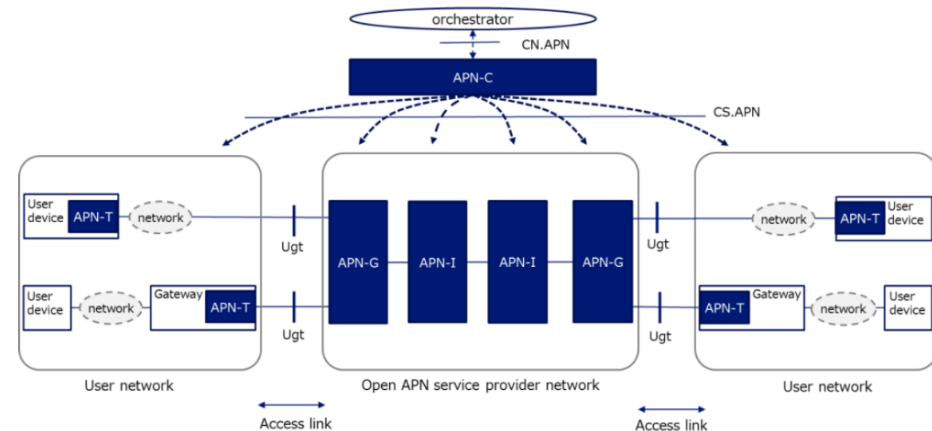 orchestrator
CN.APN
APN-C
CS.APN
User
device
APN-T
network
Ugt
User
device
network
Gateway
APN-T
Ugt
User network
APN-G
APN-I
APN-I
APN-G
Open APN service provider network
Ugt
network
APN-T
User
device
Ugt
APN-T
Gateway
network
User
device
User network
Access link
Access link